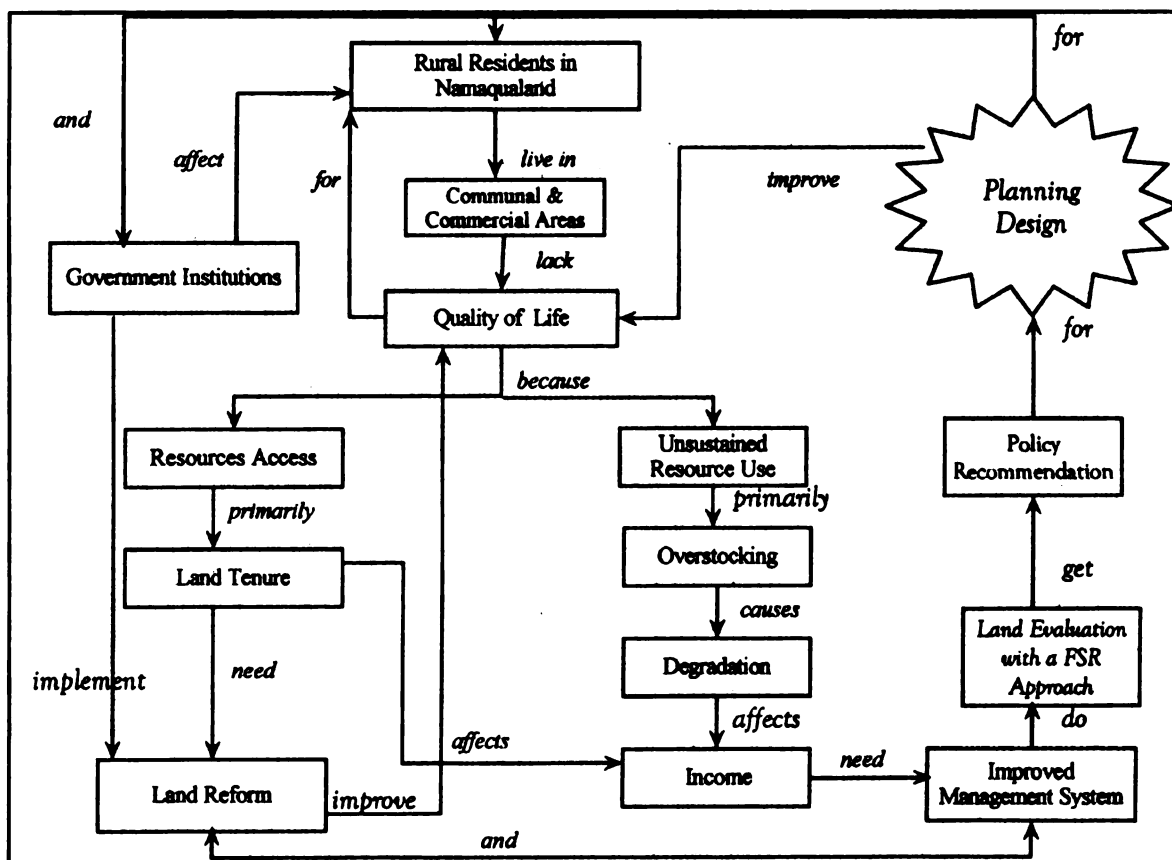 for
Rural Residents in
Namaqualand
and
affect
for
live in
improve
Planning
Design
Communal &
Commercial Areas
lack
Government Institutions
Quality of Life
for
because
Resources Access
Unsustained
Resource Use
Policy
Recommendation
primarily
primarily
Land Tenure
Overstocking
get
causes
Land Evaluation
with a FSR
Approach
implement
need
Degradation
affects
do
affects
Land Reform
improve
Income
need
Improved
Management System
and